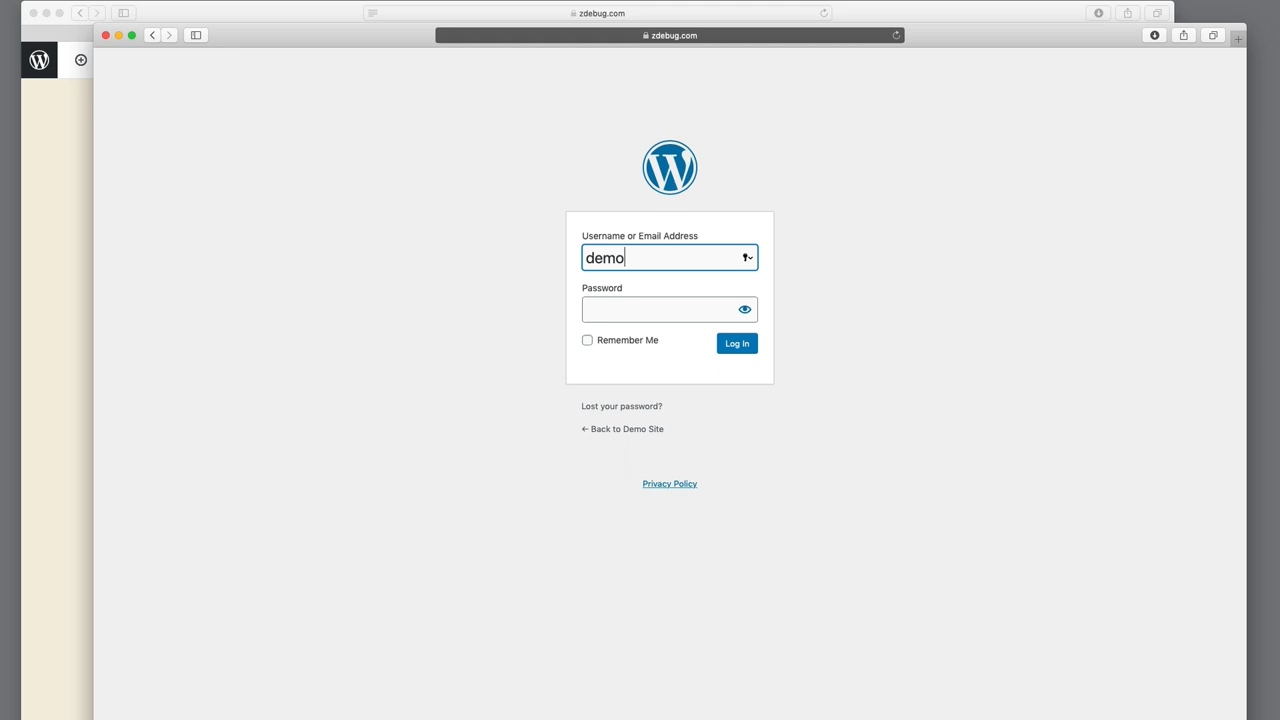 zdebug.com
zdebug.com
Username or Email Address
demo
Password
Remember Me
Log In
Lost your password?
← Back to Demo Site
Privacy Policy